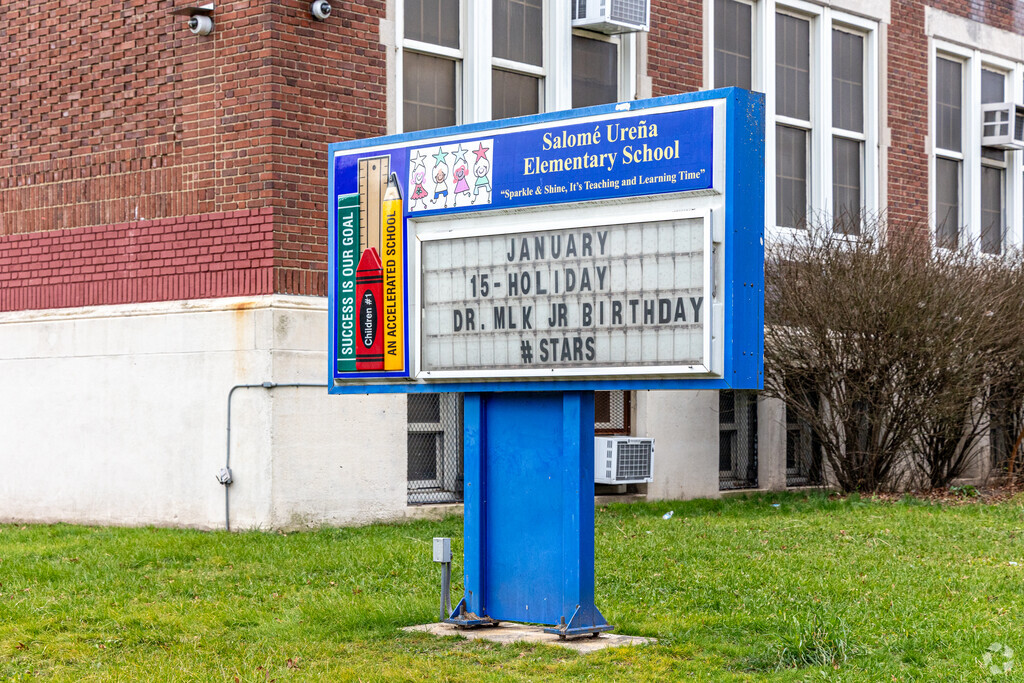 Salomé Ureña
Elementary School
"Sparkle & Shine, It's Teaching and Learning Time"
SUCCESS IS OUR GOAL
Children #1
AN ACCELERATED SCHOOL
JANUARY
15-HOLIDAY
DR. MLK JR BIRTHDAY
#STARS